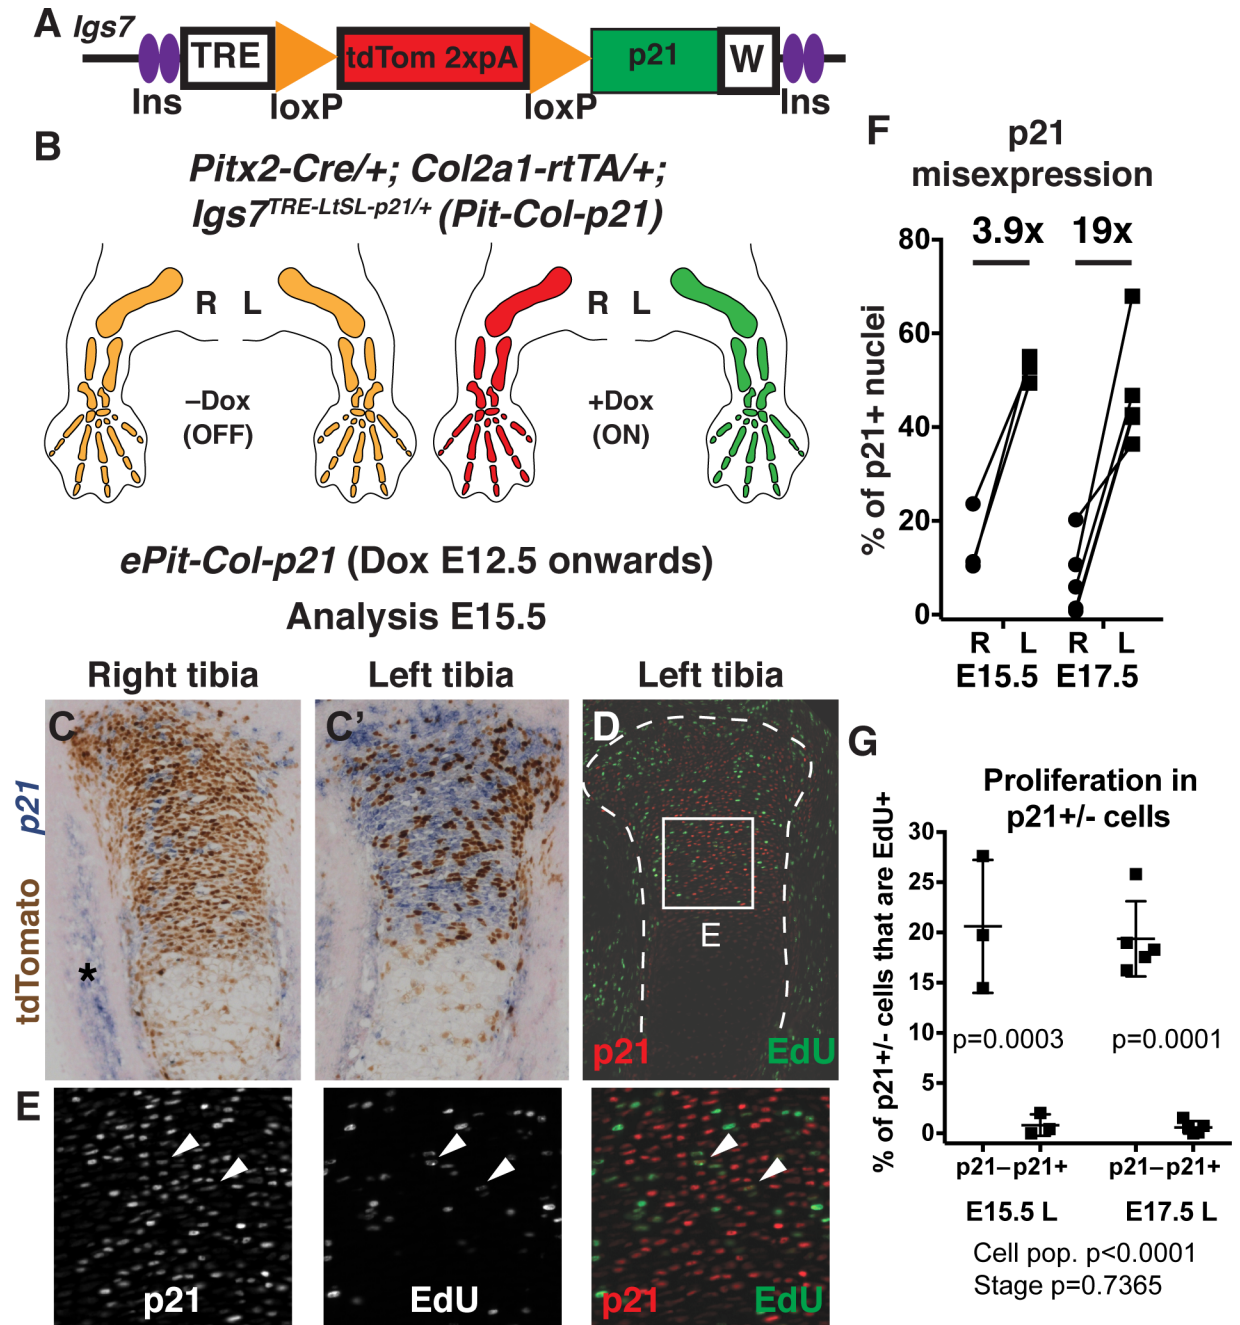 A
Igs7
TRE
tdTom 2xpA
p21
W
Ins
loxP
loxP
Ins
B
Pitx2-Cre/+; Col2a1-rtTA/+;
Igs7TRE-LtSL-p21/+ (Pit-Col-p21)
R L
R L
–Dox
(OFF)
+Dox
(ON)
ePit-Col-p21 (Dox E12.5 onwards)
Analysis E15.5
Right tibia
Left tibia
Left tibia
tdTomato p21
C
*
C’
D
E
p21
EdU
E
p21
EdU
p21
EdU
F
p21
misexpression
3.9x
19x
% of p21+ nuclei
80
60
40
20
0
R L R L
E15.5 E17.5
G
Proliferation in
p21+/- cells
% of p21+/- cells that are EdU+
30
25
20
15
10
5
0
p=0.0003
p=0.0001
p21– p21+
p21– p21+
E15.5 L
E17.5 L
Cell pop. p<0.0001
Stage p=0.7365